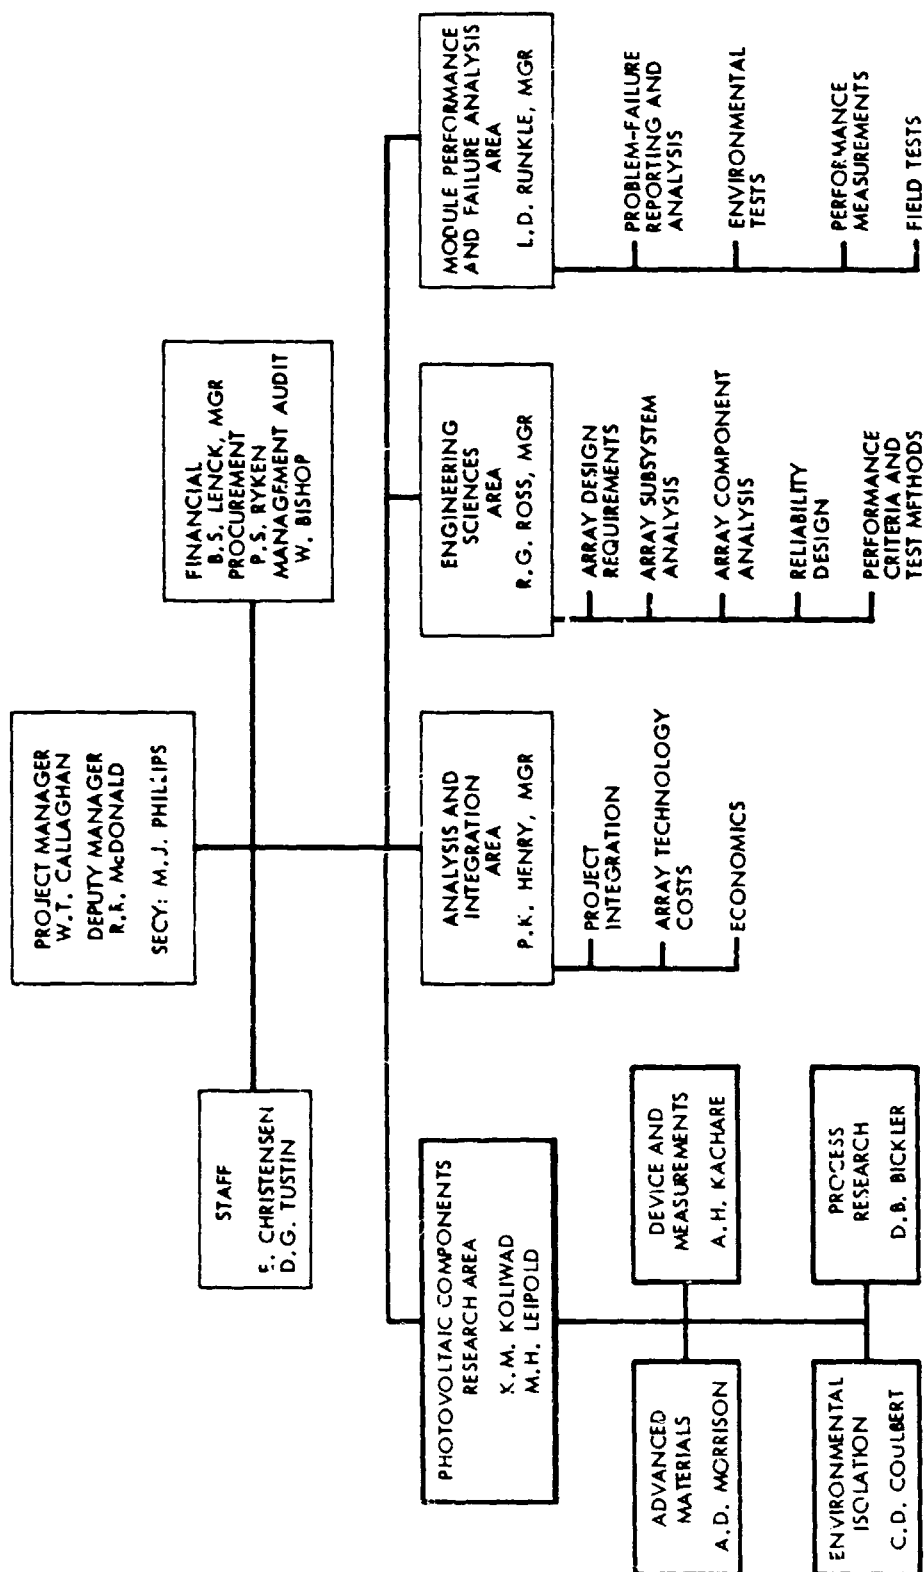 PROJECT MANAGER
W.T. CALLAGHAN
DEPUTY MANAGER
R.R. McDONALD
SECY: M.J. PHILLIPS
STAFF
E. CHRISTENSEN
D.G. TUSTIN
FINANCIAL
B.S. LENCK, MGR
PROCUREMENT
P.S. RYKEN
MANAGEMENT AUDIT
W. BISHOP
PHOTOVOLTAIC COMPONENTS
RESEARCH AREA
K.M. KOLIWAD
M.H. LEIPOLD
ANALYSIS AND
INTEGRATION
AREA
P.K. HENRY, MGR
ENGINEERING
SCIENCES
AREA
R.G. ROSS, MGR
MODULE PERFORMANCE
AND FAILURE ANALYSIS
AREA
L.D. RUNKLE, MGR
ADVANCED
MATERIALS
A.D. MORRISON
DEVICE AND
MEASUREMENTS
A.H. KACHARE
ENVIRONMENTAL
ISOLATION
C.D. COULBERT
PROCESS
RESEARCH
D.B. BICKLER
PROJECT
INTEGRATION
ARRAY TECHNOLOGY
COSTS
ECONOMICS
ARRAY DESIGN
REQUIREMENTS
ARRAY SUBSYSTEM
ANALYSIS
ARRAY COMPONENT
ANALYSIS
RELIABILITY
DESIGN
PERFORMANCE
CRITERIA AND
TEST METHODS
PROBLEM-FAILURE
REPORTING AND
ANALYSIS
ENVIRONMENTAL
TESTS
PERFORMANCE
MEASUREMENTS
FIELD TESTS